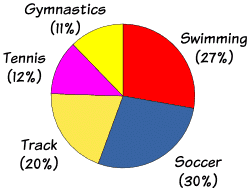 Gymnastics
(11%)
Swimming
(27%)
Tennis
(12%)
Track
(20%)
Soccer
(30%)